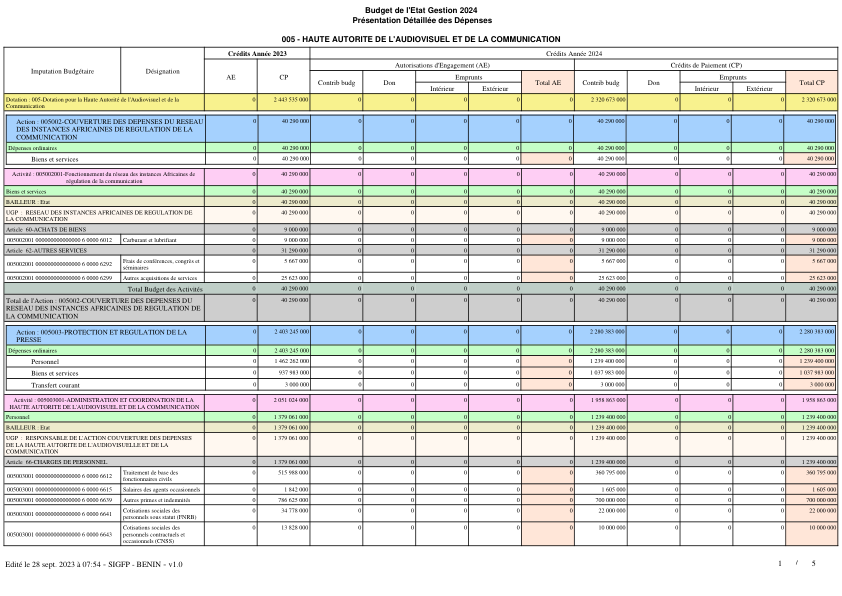 Budget de l'Etat Gestion 2024
Présentation Détaillée des Dépenses
005 - HAUTE AUTORITE DE L'AUDIOVISUEL ET DE LA COMMUNICATION
Imputation Budgétaire Désignation Crédits Année 2023 Crédits Année 2024
AE CP Autorisations d'Engagement (AE) Crédits de Paiement (CP)
Contrib budg Don Emprunts Total AE Contrib budg Don Emprunts Total CP
Intérieur Extérieur Intérieur Extérieur
Dotation : 005-Dotation pour la Haute Autorité de l'Audiovisuel et de la 0 2 443 535 000 0 0 0 0 0 2 320 673 000 0 0 0 2 320 673 000
Communication
Action : 005002-COUVERTURE DES DEPENSES DU RESEAU 0 40 290 000 0 0 0 0 0 40 290 000 0 0 0 40 290 000
DES INSTANCES AFRICAINES DE REGULATION DE LA
COMMUNICATION
Dépenses ordinaires 0 40 290 000 0 0 0 0 0 40 290 000 0 0 0 40 290 000
Biens et services 0 40 290 000 0 0 0 0 0 40 290 000 0 0 0 40 290 000
Activité : 005002001-Fonctionnement du réseau des instances Africaines de 0 40 290 000 0 0 0 0 0 40 290 000 0 0 0 40 290 000
régulation de la communication
Biens et services 0 40 290 000 0 0 0 0 0 40 290 000 0 0 0 40 290 000
BAILLEUR : Etat 0 40 290 000 0 0 0 0 0 40 290 000 0 0 0 40 290 000
UGP : RESEAU DES INSTANCES AFRICAINES DE REGULATION DE 0 40 290 000 0 0 0 0 0 40 290 000 0 0 0 40 290 000
LA COMMUNICATION
Article 60-ACHATS DE BIENS 0 9 000 000 0 0 0 0 0 9 000 000 0 0 0 9 000 000
005002001 0000000000000000 6 0000 6012 Carburant et lubrifiant 0 9 000 000 0 0 0 0 0 9 000 000 0 0 0 9 000 000
Article 62-AUTRES SERVICES 0 31 290 000 0 0 0 0 0 31 290 000 0 0 0 31 290 000
005002001 0000000000000000 6 0000 6292 Frais de conférences, congrès et 0 5 667 000 0 0 0 0 0 5 667 000 0 0 0 5 667 000
séminaires
005002001 0000000000000000 6 0000 6299 Autres acquisitions de services 0 25 623 000 0 0 0 0 0 25 623 000 0 0 0 25 623 000
Total Budget des Activités 0 40 290 000 0 0 0 0 0 40 290 000 0 0 0 40 290 000
Total de l'Action : 005002-COUVERTURE DES DEPENSES DU 0 40 290 000 0 0 0 0 0 40 290 000 0 0 0 40 290 000
RESEAU DES INSTANCES AFRICAINES DE REGULATION DE LA
COMMUNICATION
Action : 005003-PROTECTION ET REGULATION DE LA 0 2 403 245 000 0 0 0 0 0 2 280 383 000 0 0 0 2 280 383 000
PRESSE
Dépenses ordinaires 0 2 403 245 000 0 0 0 0 0 2 280 383 000 0 0 0 2 280 383 000
Personnel 0 1 462 262 000 0 0 0 0 0 1 239 400 000 0 0 0 1 239 400 000
Biens et services 0 937 983 000 0 0 0 0 0 1 037 983 000 0 0 0 1 037 983 000
Transfert courant 0 3 000 000 0 0 0 0 0 3 000 000 0 0 0 3 000 000
Activité : 005003001-ADMINISTRATION ET COORDINATION DE LA 0 2 051 024 000 0 0 0 0 0 1 958 863 000 0 0 0 1 958 863 000
HAUTE AUTORITE DE L'AUDIOVISUEL ET DE LA COMMUNICATION
Personnel 0 1 379 061 000 0 0 0 0 0 1 239 400 000 0 0 0 1 239 400 000
BAILLEUR : Etat 0 1 379 061 000 0 0 0 0 0 1 239 400 000 0 0 0 1 239 400 000
UGP : RESPONSABLE DE L'ACTION COUVERTURE DES DEPENSES 0 1 379 061 000 0 0 0 0 0 1 239 400 000 0 0 0 1 239 400 000
DE LA HAUTE AUTORITE DE L'AUDIOVISUELLE ET DE LA
COMMUNICATION
Article 66-CHARGES DE PERSONNEL 0 1 379 061 000 0 0 0 0 0 1 239 400 000 0 0 0 1 239 400 000
005003001 0000000000000000 6 0000 6612 Traitement de base des 0 515 988 000 0 0 0 0 0 360 795 000 0 0 0 360 795 000
fonctionnaires civils
005003001 0000000000000000 6 0000 6615 Salaires des agents occasionnels 0 1 842 000 0 0 0 0 0 1 605 000 0 0 0 1 605 000
005003001 0000000000000000 6 0000 6639 Autres primes et indemnités 0 786 625 000 0 0 0 0 0 700 000 000 0 0 0 700 000 000
005003001 0000000000000000 6 0000 6641 Cotisations sociales des 0 34 778 000 0 0 0 0 0 22 000 000 0 0 0 22 000 000
personnels sous statut (FNRB)
005003001 0000000000000000 6 0000 6643 Cotisations sociales des 0 13 828 000 0 0 0 0 0 10 000 000 0 0 0 10 000 000
personnels contractuels et
occasionnels (CNSS)
Edité le 28 sept. 2023 à 07:54 - SIGFP - BENIN - v1.0 1 / 5